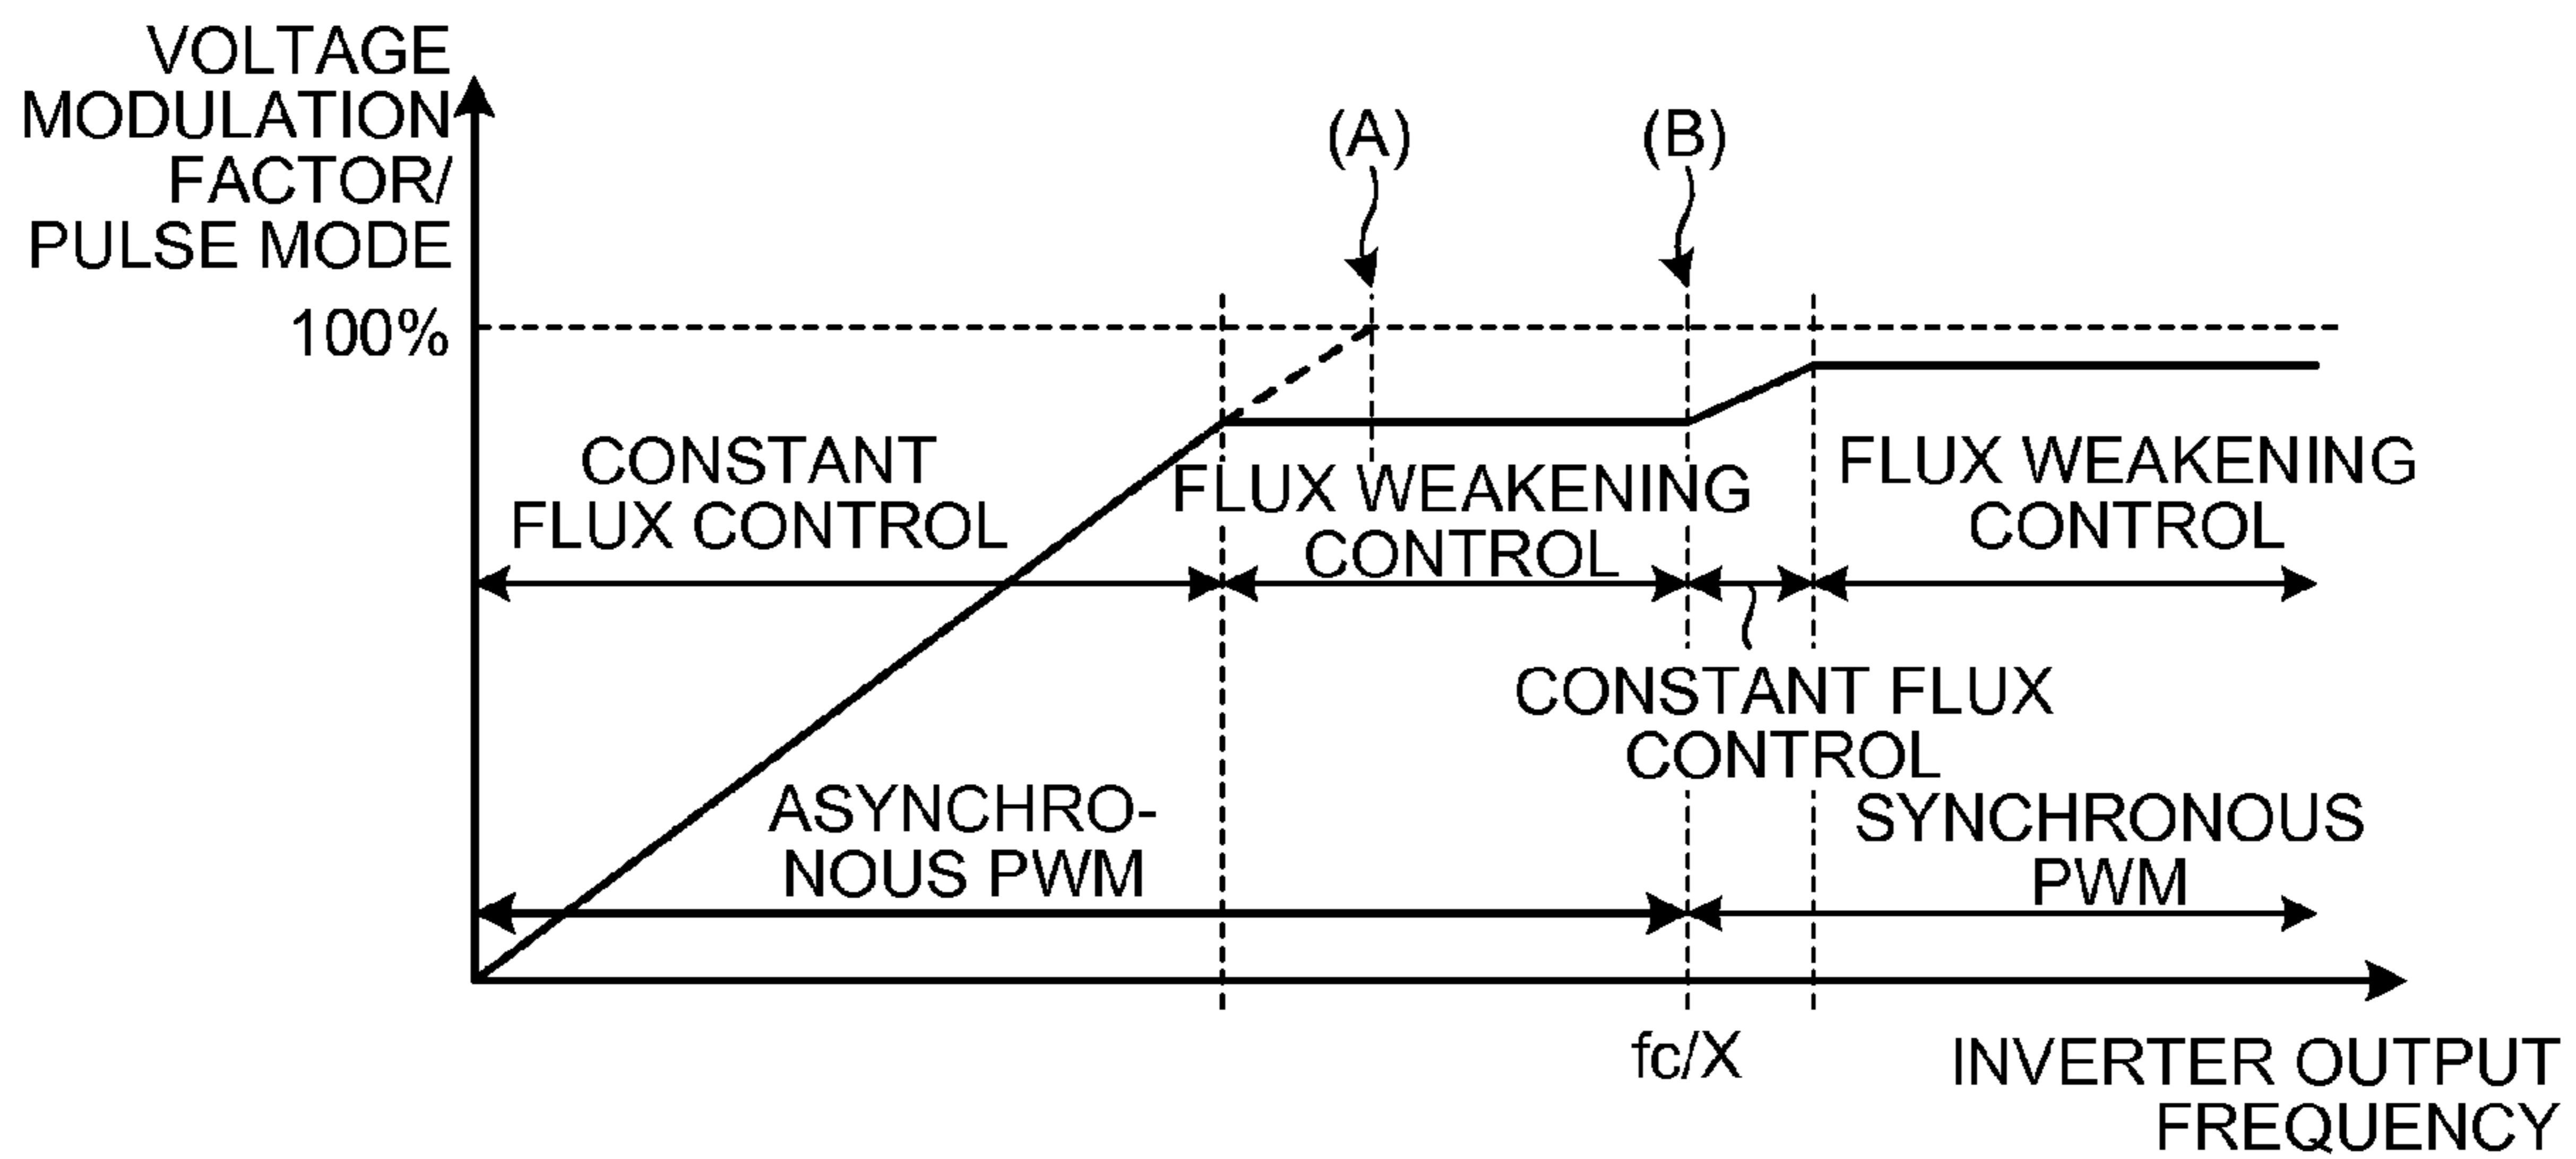 VOLTAGE
MODULATION
FACTOR/
PULSE MODE
100%
(A)
(B)
CONSTANT
FLUX CONTROL
FLUX WEAKENING
CONTROL
FLUX WEAKENING
CONTROL
CONSTANT FLUX
CONTROL
ASYNCHRO-
NOUS PWM
SYNCHRONOUS
PWM
fc/X
INVERTER OUTPUT
FREQUENCY